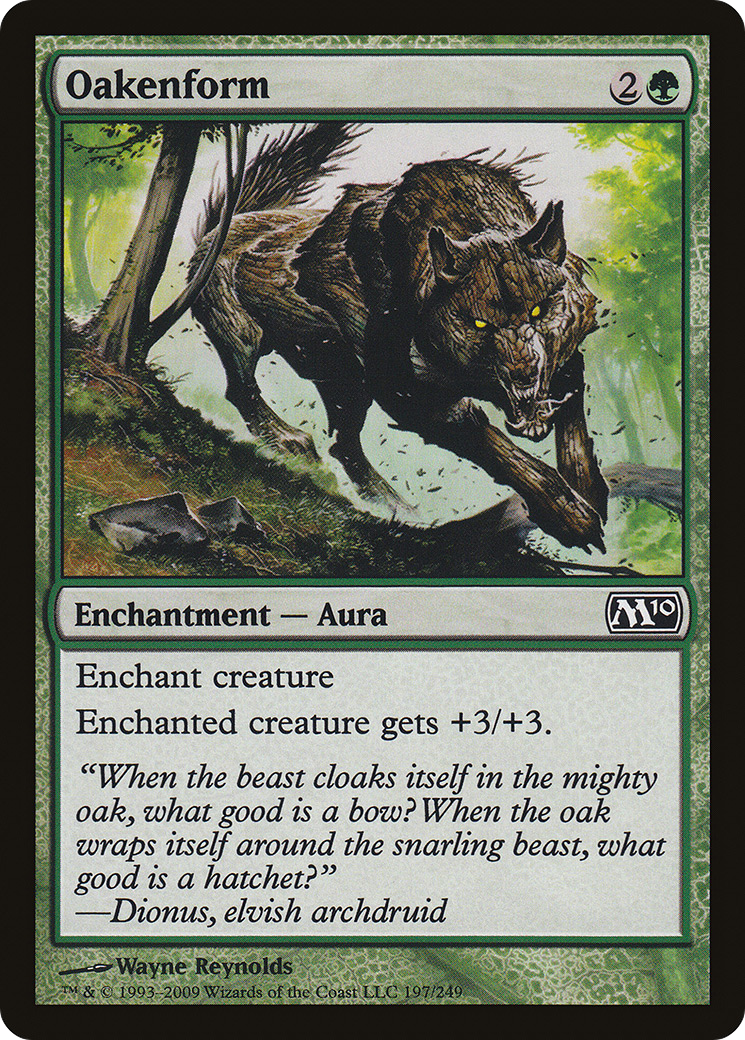 Oakenform 2
Enchantment — Aura M10
Enchant creature
Enchanted creature gets +3/+3.
“When the beast cloaks itself in the mighty
oak, what good is a bow? When the oak
wraps itself around the snarling beast, what
good is a hatchet?”
—Dionus, elvish archdruid
Wayne Reynolds
™ & © 1993–2009 Wizards of the Coast LLC 197/249